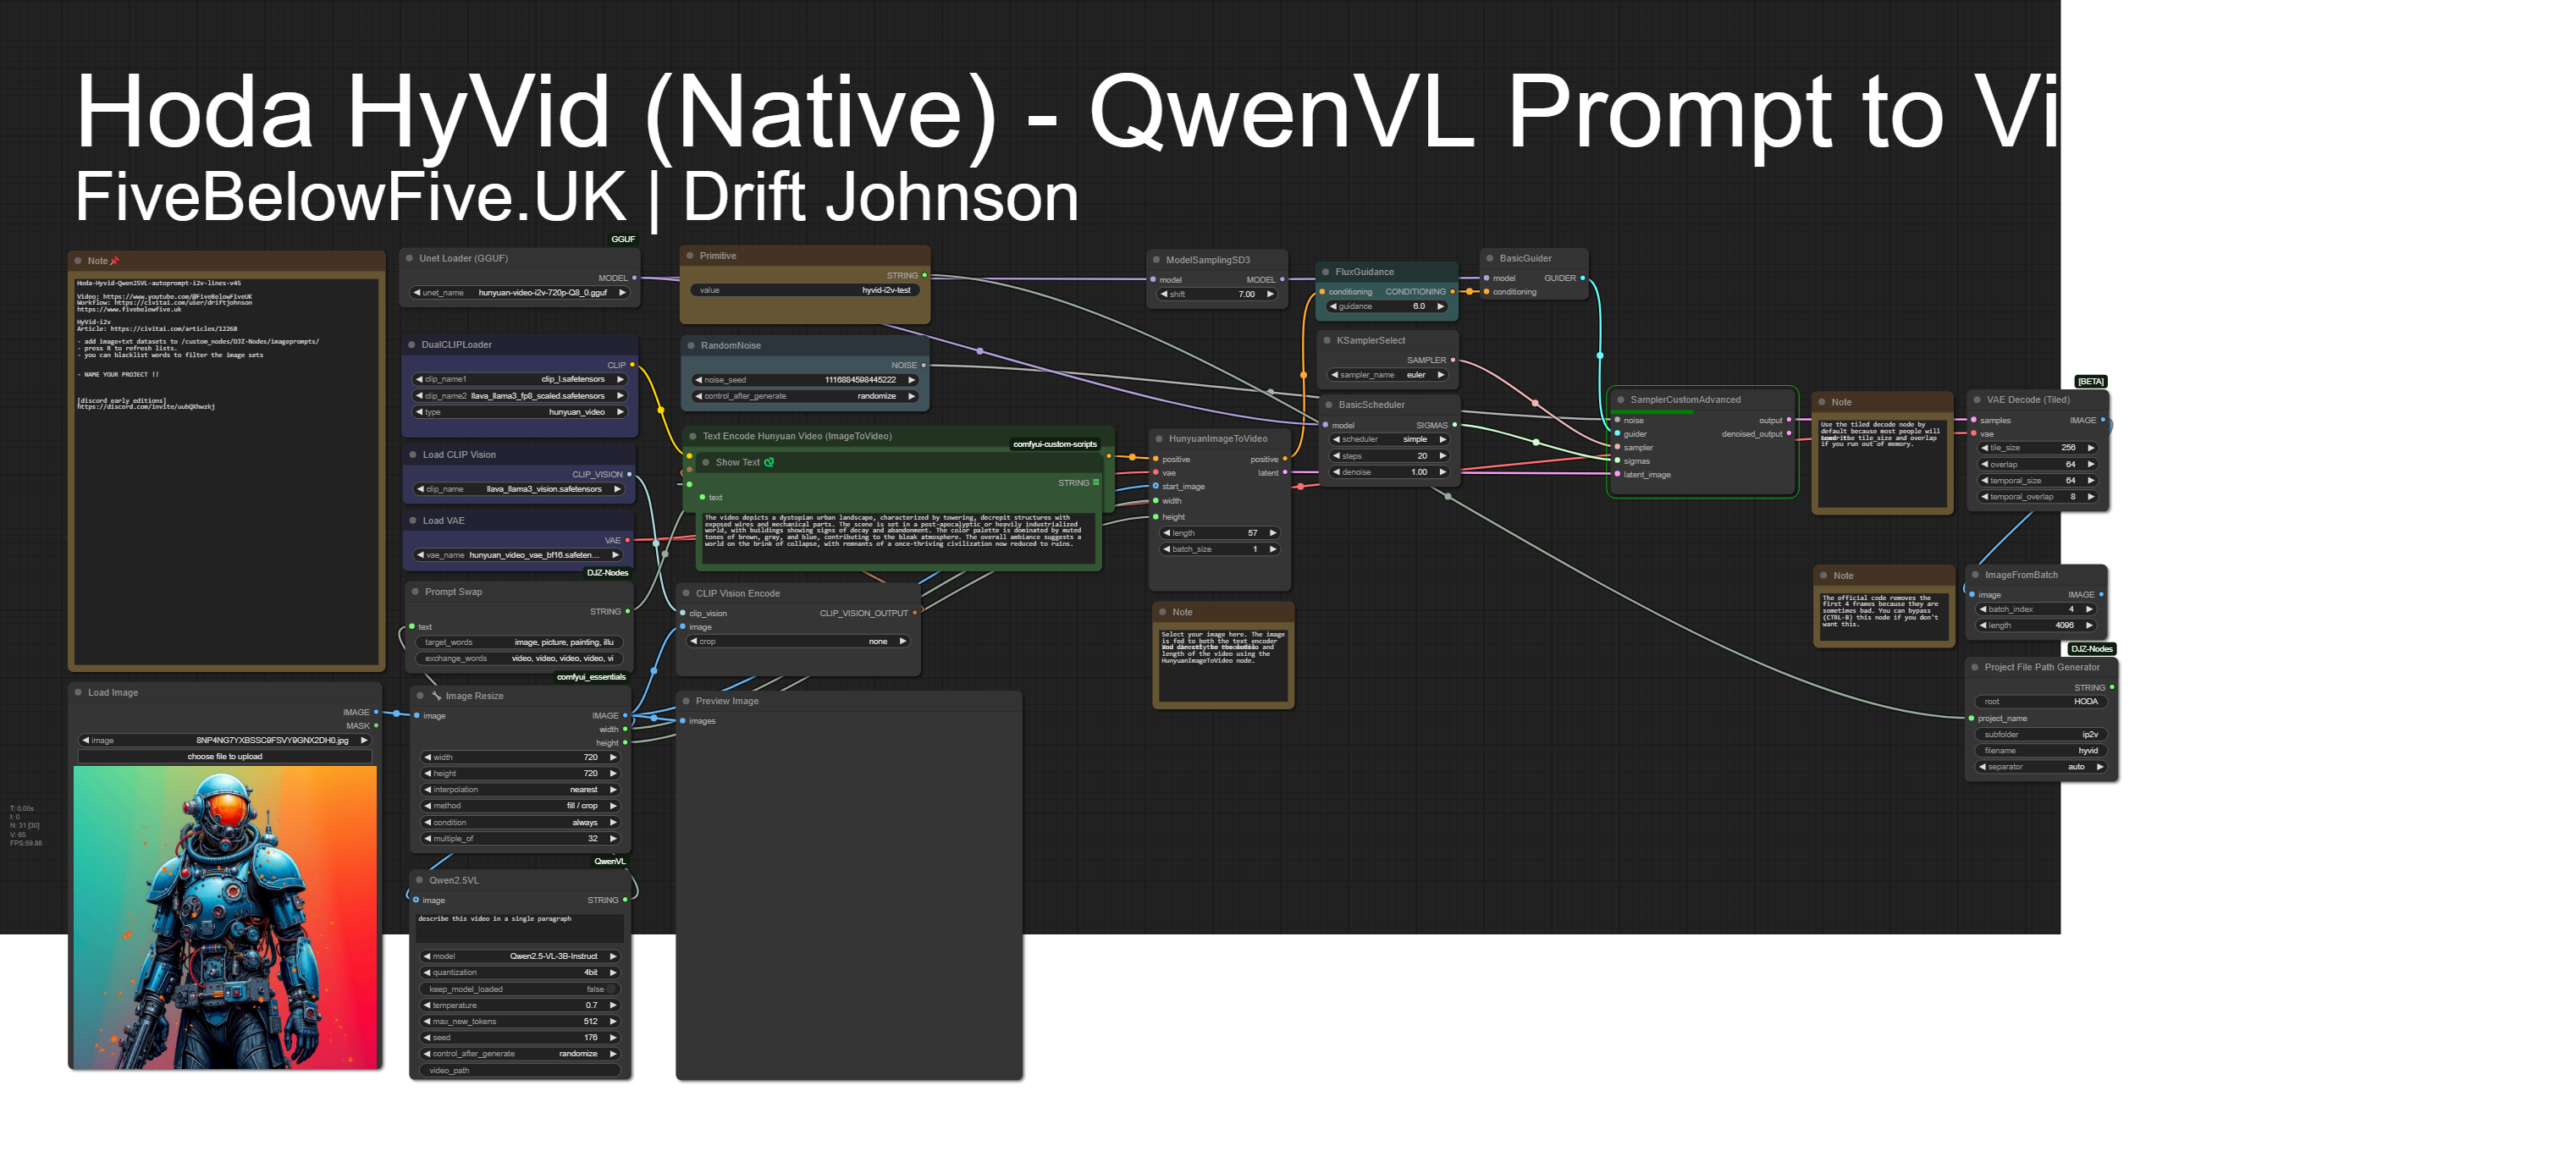 Hoda HyVid (Native) - QwenVL Prompt to Vi
FiveBelowFive.UK | Drift Johnson
Note
Hoda-Hyvid-Qwen25VL-autoprompt-i2v-lines-v45
Video: https://www.youtube.com/@FiveBelowFiveUK
Workflow: https://civitai.com/user/driftjohnson
https://www.fivebelowfive.uk
HyVid-i2v
Article: https://civitai.com/articles/12268
- add image+txt datasets to /custom_nodes/DJZ-Nodes/imageprompts/
- press R to refresh lists.
- you can blacklist words to filter the image sets
- NAME YOUR PROJECT !!
[discord early editions]
https://discord.com/invite/uubQXhwzkj
Load Image
IMAGE
MASK
image 8NP4NG7YXBSSC9FSVY9GNX2DH0.jpg
choose file to upload
T: 0.00s
I: 0
N: 31 [30]
V: 65
FPS:59.88
GGUF
Unet Loader (GGUF)
MODEL
unet_name hunyuan-video-i2v-720p-Q8_0.gguf
DualCLIPLoader
CLIP
clip_name1 clip_l.safetensors
clip_name2 llava_llama3_fp8_scaled.safetensors
type hunyuan_video
Load CLIP Vision
CLIP_VISION
clip_name llava_llama3_vision.safetensors
Load VAE
VAE
vae_name hunyuan_video_vae_bf16.safeten...
DJZ-Nodes
Prompt Swap
STRING
text
target_words image, picture, painting, illu
exchange_words video, video, video, video, vi
comfyui_essentials
Image Resize
image IMAGE
width
height
width 720
height 720
interpolation nearest
method fill / crop
condition always
multiple_of 32
QwenVL
Qwen2.5VL
image STRING
describe this video in a single paragraph
model Qwen2.5-VL-3B-Instruct
quantization 4bit
keep_model_loaded false
temperature 0.7
max_new_tokens 512
seed 176
control_after_generate randomize
video_path
Primitive
STRING
value hyvid-i2v-test
RandomNoise
NOISE
noise_seed 1116884598445222
control_after_generate randomize
Text Encode Hunyuan Video (ImageToVideo)
comfyui-custom-scripts
Show Text
STRING
text
The video depicts a dystopian urban landscape, characterized by towering, decrepit structures with
exposed wires and mechanical parts. The scene is set in a post-apocalyptic or heavily industrialized
world, with buildings showing signs of decay and abandonment. The color palette is dominated by muted
tones of brown, gray, and blue, contributing to the bleak atmosphere. The overall ambiance suggests a
world on the brink of collapse, with remnants of a once-thriving civilization now reduced to ruins.
CLIP Vision Encode
clip_vision CLIP_VISION_OUTPUT
image
crop none
Preview Image
images
ModelSamplingSD3
model MODEL
shift 7.00
FluxGuidance
conditioning CONDITIONING
guidance 6.0
BasicGuider
model GUIDER
conditioning
KSamplerSelect
SAMPLER
sampler_name euler
BasicScheduler
model SIGMAS
scheduler simple
steps 20
denoise 1.00
HunyuanImageToVideo
positive positive
vae latent
start_image
width
height
length 57
batch_size 1
Note
Select your image here. The image
is fed to both the text encoder
length of the video using the
HunyuanImageToVideo node.
SamplerCustomAdvanced
noise output
guider denoised_output
sampler
sigmas
latent_image
Note
Use the tiled decode node by
default because most people will
tile_size and overlap
if you run out of memory.
[BETA]
VAE Decode (Tiled)
samples IMAGE
vae
tile_size 256
overlap 64
temporal_size 64
temporal_overlap 8
Note
The official code removes the
first 4 frames because they are
sometimes bad. You can bypass
(CTRL-B) this node if you don't
want this.
ImageFromBatch
image IMAGE
batch_index 4
length 4096
DJZ-Nodes
Project File Path Generator
STRING
root HODA
project_name
subfolder ip2v
filename hyvid
separator auto